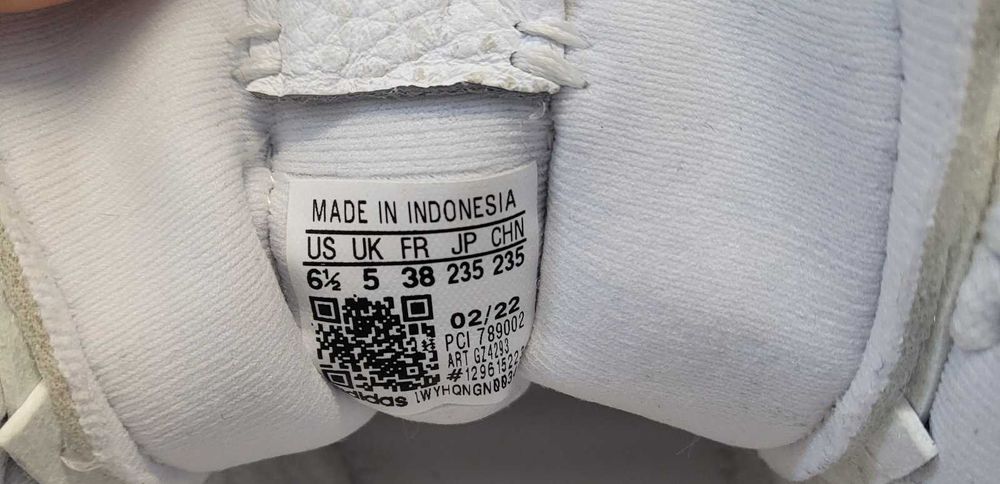 MADE IN INDONESIA
US UK FR JP CHN
6½ 5 38 235 235
02/22
PCI 789002
ART GZ4293
adidas